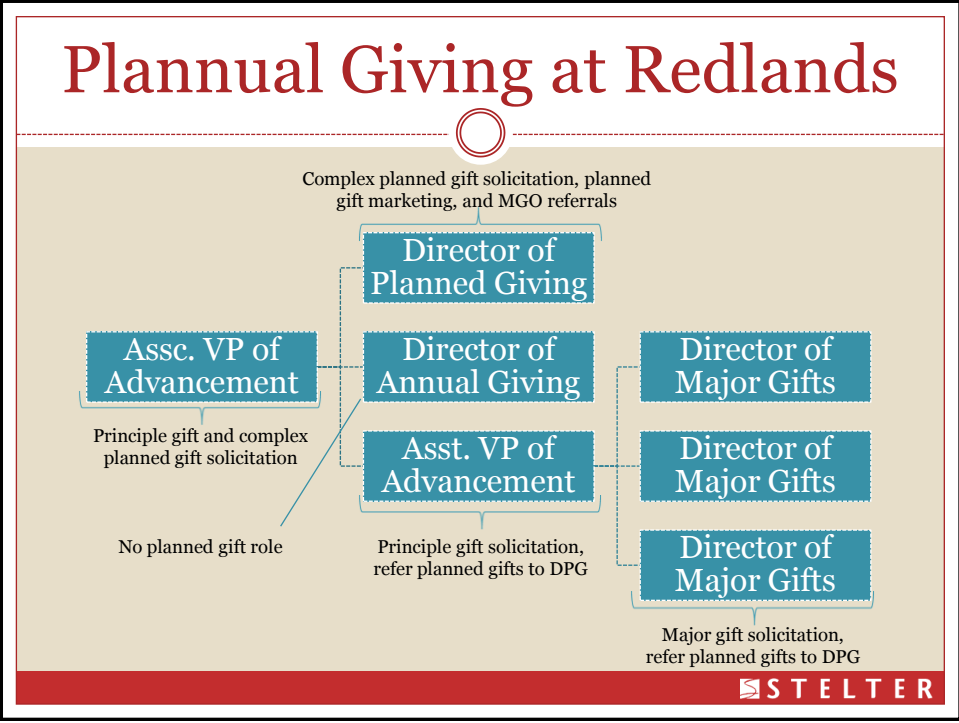 Plannual Giving at Redlands
Complex planned gift solicitation, planned
gift marketing, and MGO referrals
Director of
Planned Giving
Assc. VP of
Advancement
Director of
Annual Giving
Director of
Major Gifts
Principle gift and complex
planned gift solicitation
Asst. VP of
Advancement
Director of
Major Gifts
No planned gift role
Principle gift solicitation,
refer planned gifts to DPG
Director of
Major Gifts
Major gift solicitation,
refer planned gifts to DPG
STELTER